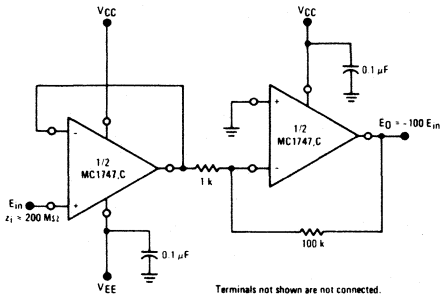 VCC
VCC
0.1 µF
-
1/2
MC1747,C
+
Ein
zi ≈ 200 MΩ
0.1 µF
VEE
1 k
+
1/2
MC1747,C
-
EO = -100 Ein
100 k
Terminals not shown are not connected.